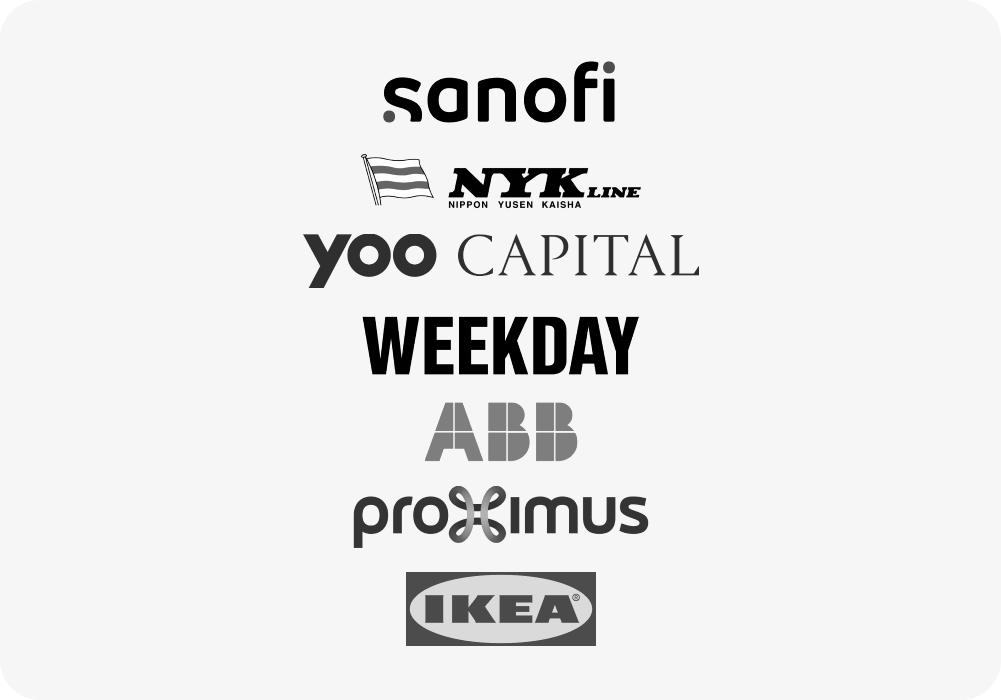 sanofi
NYK LINE
NIPPON YUSEN KAISHA
yoo CAPITAL
WEEKDAY
ABB
proximus
IKEA®